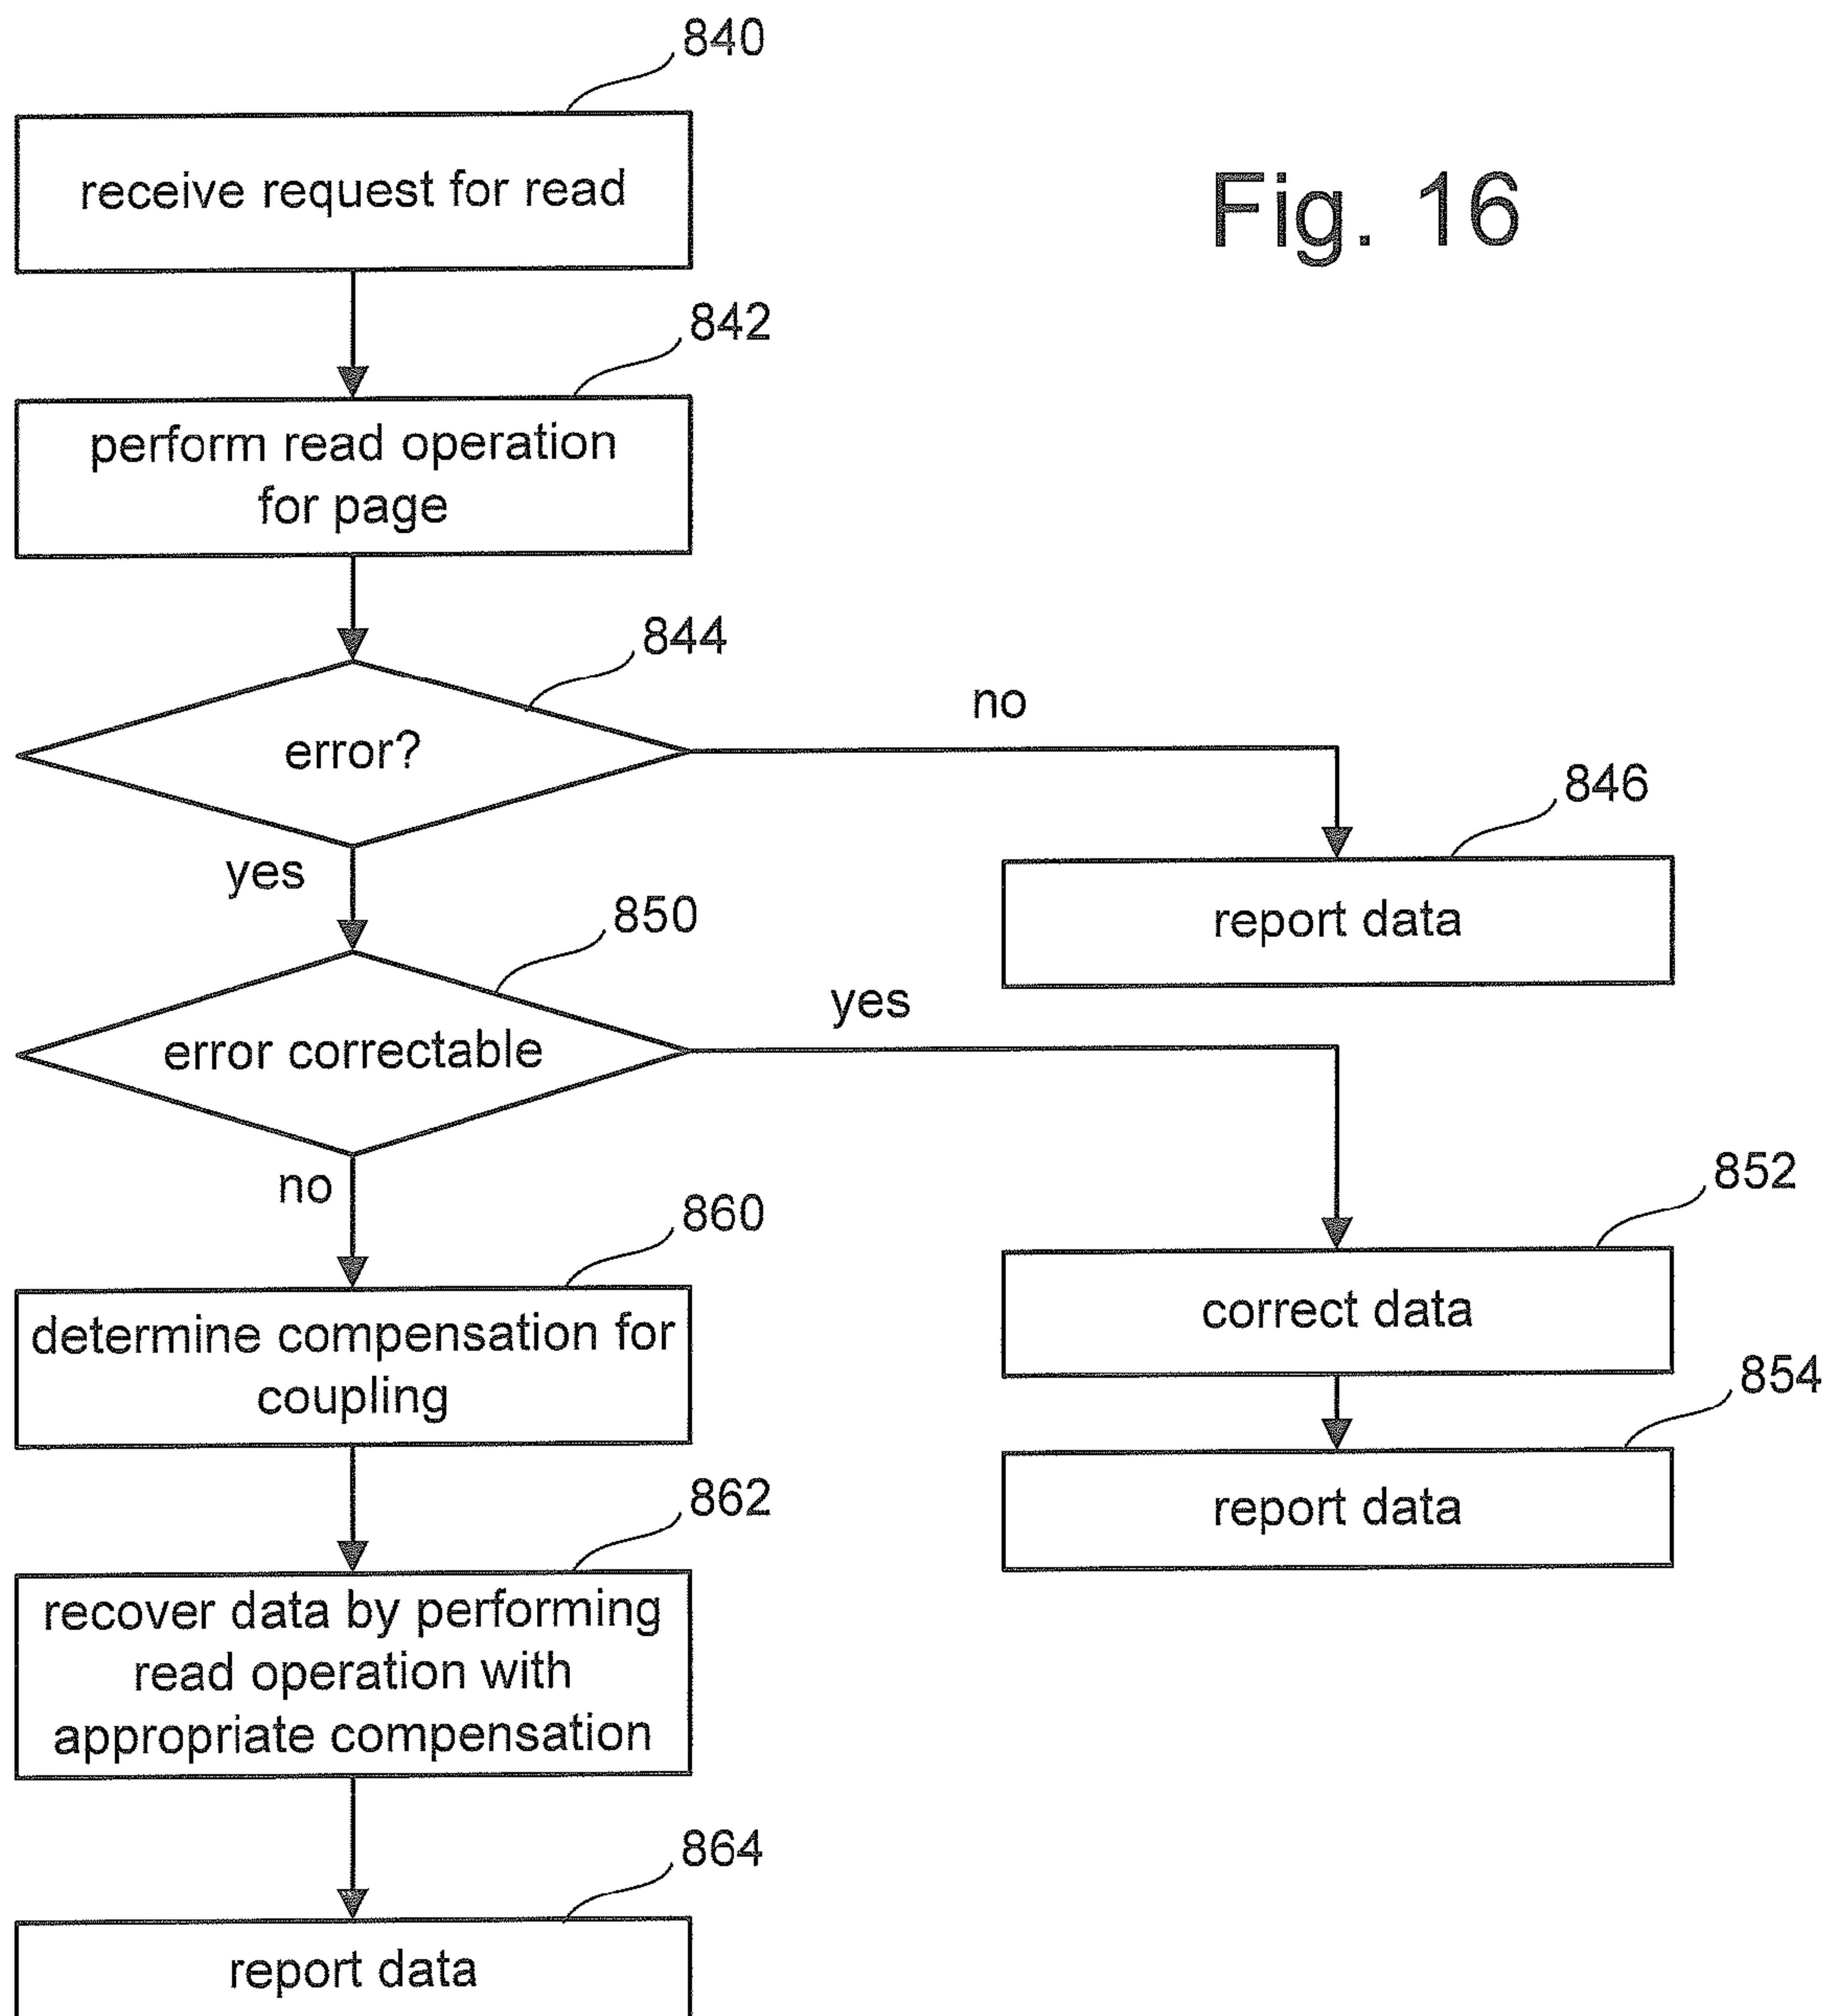 840
receive request for read
Fig. 16
842
perform read operation
for page
844
error?
no
846
report data
yes
850
error correctable
yes
852
correct data
854
report data
no
860
determine compensation for
coupling
862
recover data by performing
read operation with
appropriate compensation
864
report data